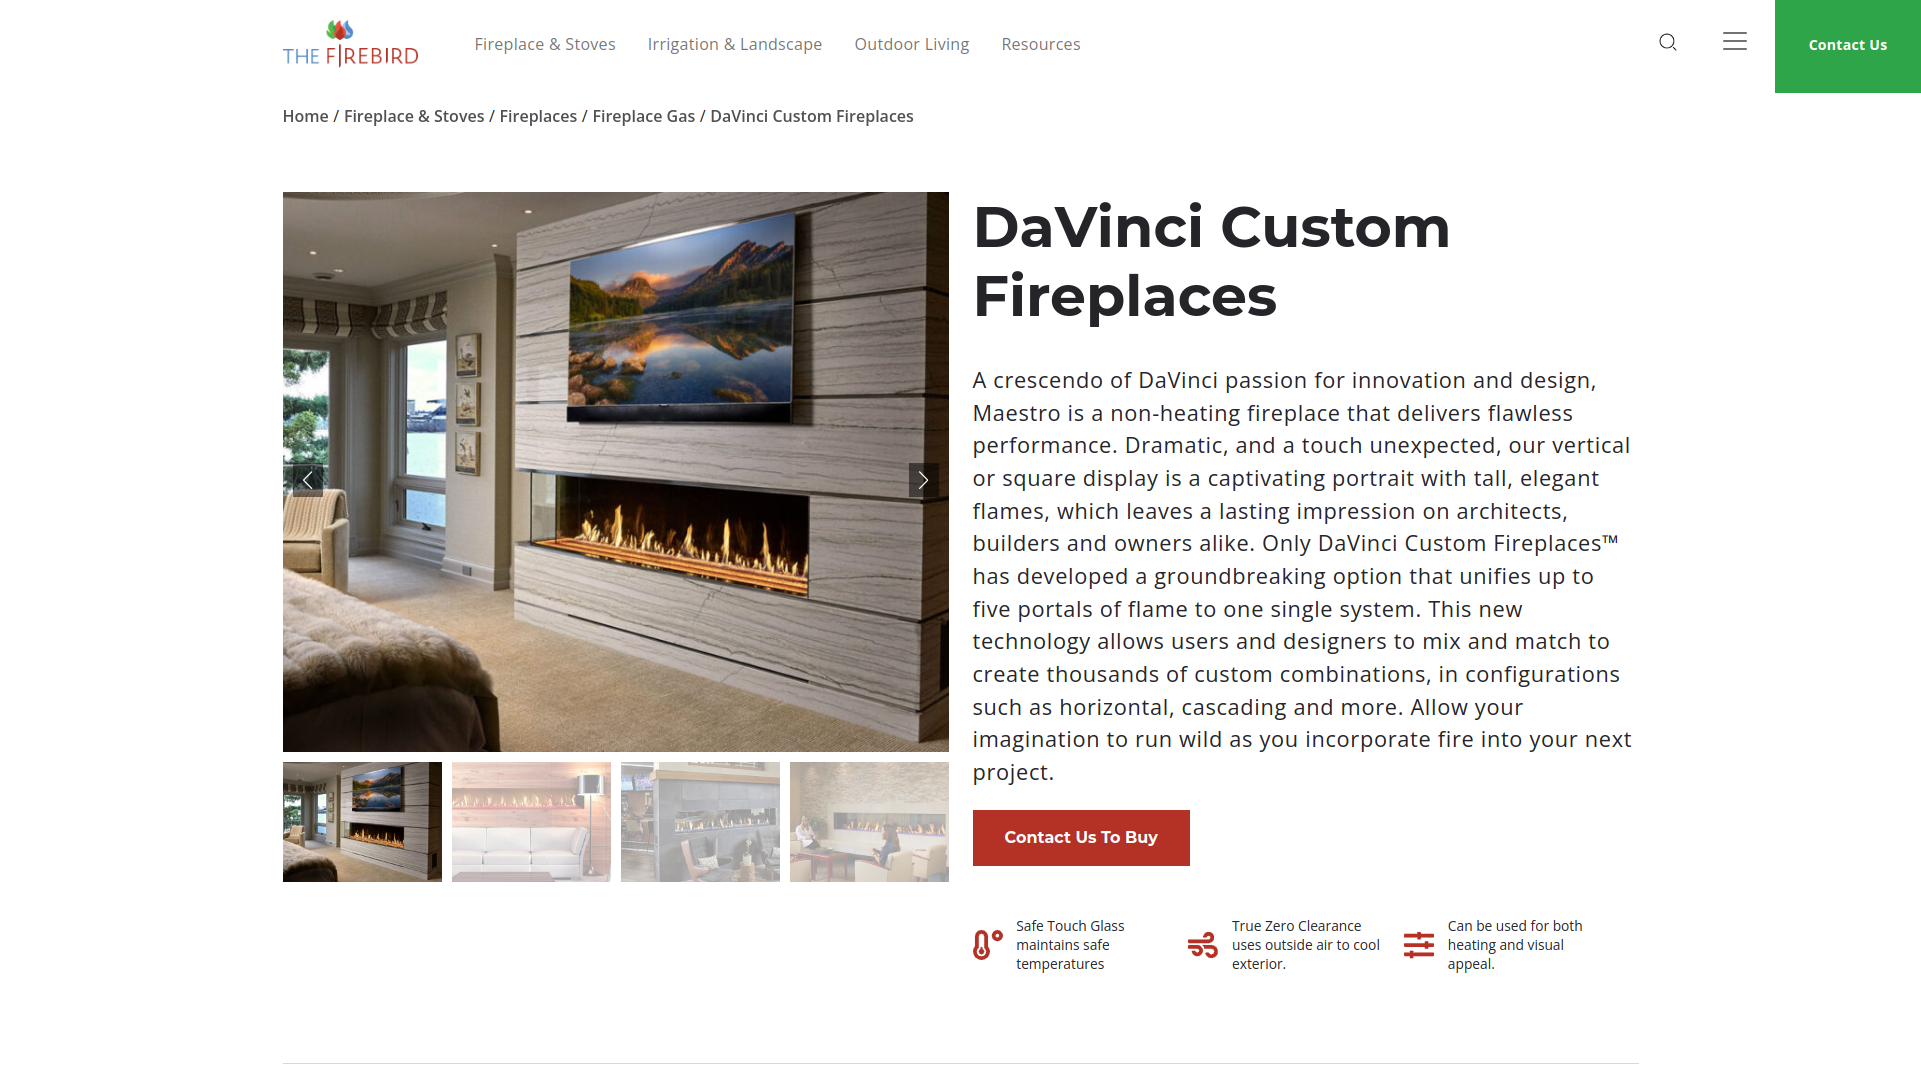 THE FIREBIRD
Fireplace & Stoves
Irrigation & Landscape
Outdoor Living
Resources
Contact Us
Home / Fireplace & Stoves / Fireplaces / Fireplace Gas / DaVinci Custom Fireplaces
DaVinci Custom
Fireplaces
A crescendo of DaVinci passion for innovation and design,
Maestro is a non-heating fireplace that delivers flawless
performance. Dramatic, and a touch unexpected, our vertical
or square display is a captivating portrait with tall, elegant
flames, which leaves a lasting impression on architects,
builders and owners alike. Only DaVinci Custom Fireplaces™
has developed a groundbreaking option that unifies up to
five portals of flame to one single system. This new
technology allows users and designers to mix and match to
create thousands of custom combinations, in configurations
such as horizontal, cascading and more. Allow your
imagination to run wild as you incorporate fire into your next
project.
Contact Us To Buy
Safe Touch Glass
maintains safe
temperatures
True Zero Clearance
uses outside air to cool
exterior.
Can be used for both
heating and visual
appeal.